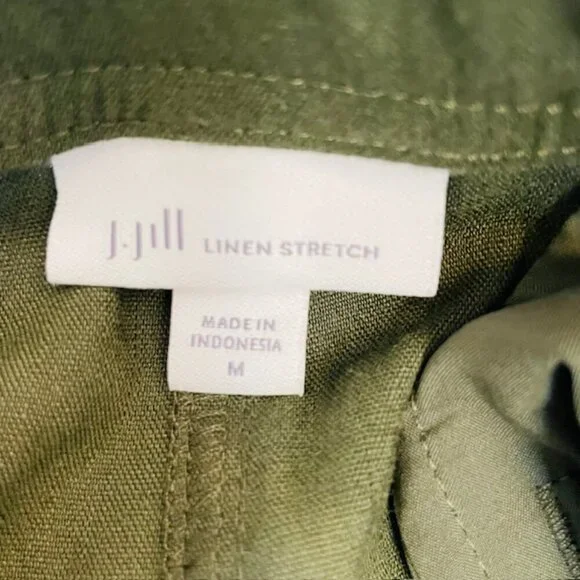 J.Jill LINEN STRETCH
MADE IN
INDONESIA
M